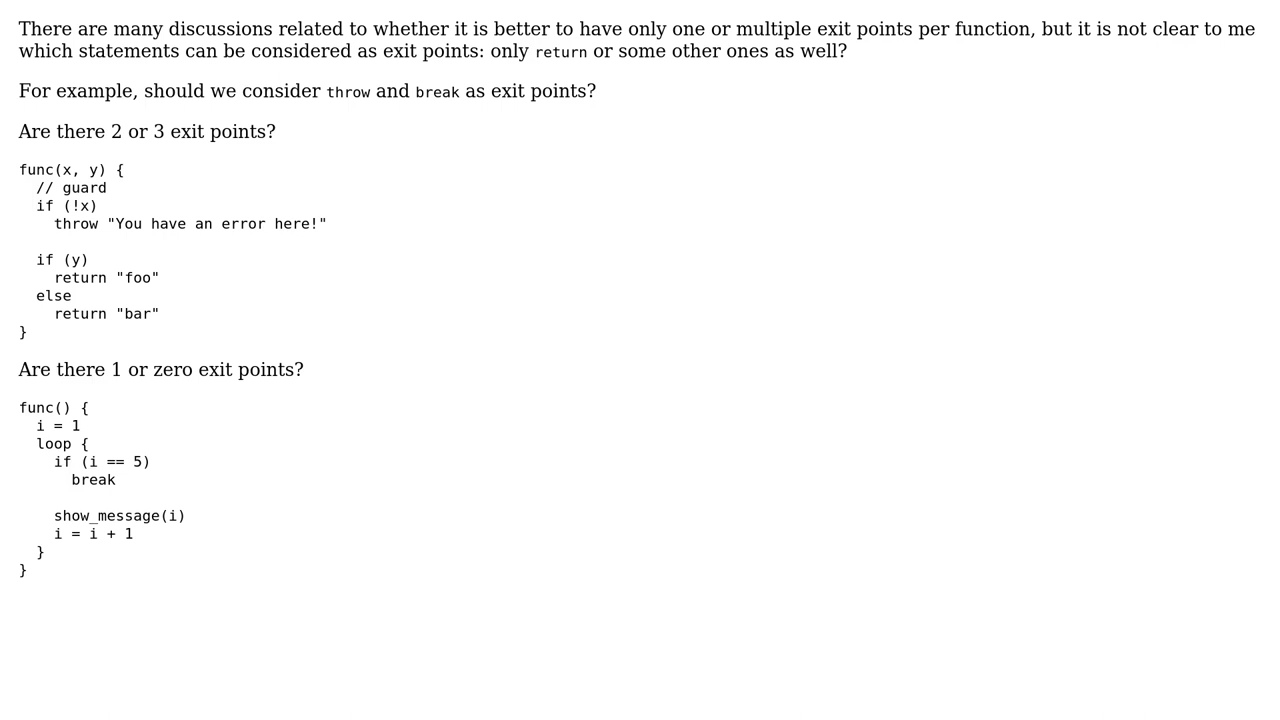 There are many discussions related to whether it is better to have only one or multiple exit points per function, but it is not clear to me
which statements can be considered as exit points: only return or some other ones as well?
For example, should we consider throw and break as exit points?
Are there 2 or 3 exit points?
func(x, y) {
  // guard
  if (!x)
    throw "You have an error here!"

  if (y)
    return "foo"
  else
    return "bar"
}
Are there 1 or zero exit points?
func() {
  i = 1
  loop {
    if (i == 5)
      break

    show_message(i)
    i = i + 1
  }
}